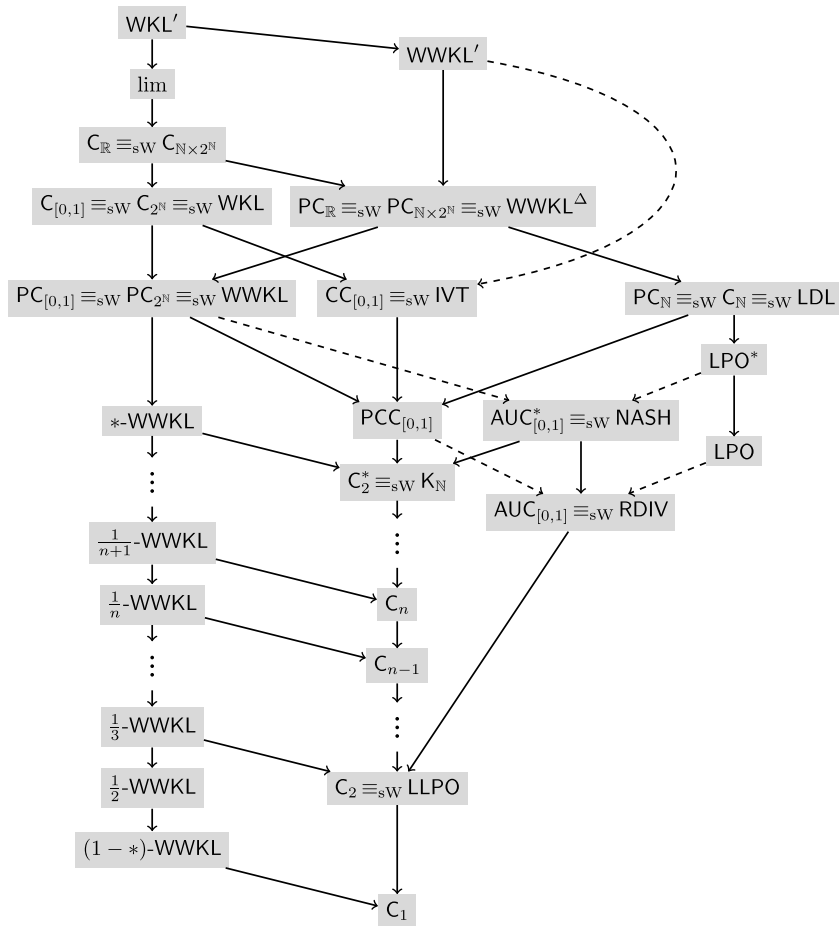 WKL′
WWKL′
lim
C_ℝ ≡_sW C_{ℕ×2^ℕ}
C_{[0,1]} ≡_sW C_{2^ℕ} ≡_sW WKL
PC_ℝ ≡_sW PC_{ℕ×2^ℕ} ≡_sW WWKL^Δ
PC_{[0,1]} ≡_sW PC_{2^ℕ} ≡_sW WWKL
CC_{[0,1]} ≡_sW IVT
PC_ℕ ≡_sW C_ℕ ≡_sW LDL
LPO*
∗-WWKL
PCC_{[0,1]}
AUC*_{[0,1]} ≡_sW NASH
LPO
C_2^* ≡_sW K_ℕ
⋮
AUC_{[0,1]} ≡_sW RDIV
1/(n+1)-WWKL
⋮
1/n-WWKL
C_n
⋮
C_{n−1}
1/3-WWKL
⋮
1/2-WWKL
C_2 ≡_sW LLPO
(1 − ∗)-WWKL
C_1